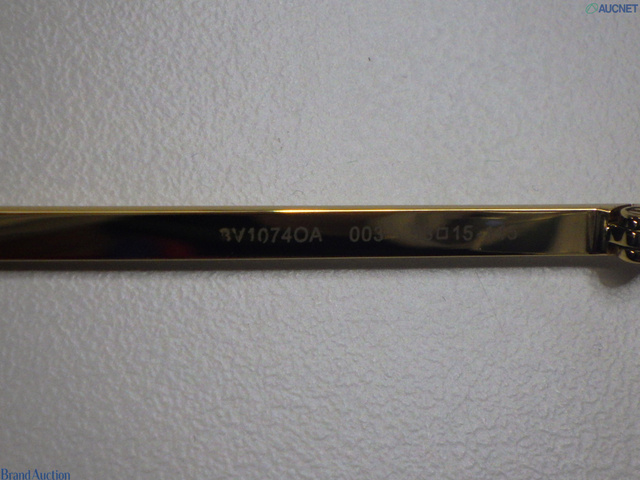 AUCNET
BV1074OA 003 15
Brand Auction